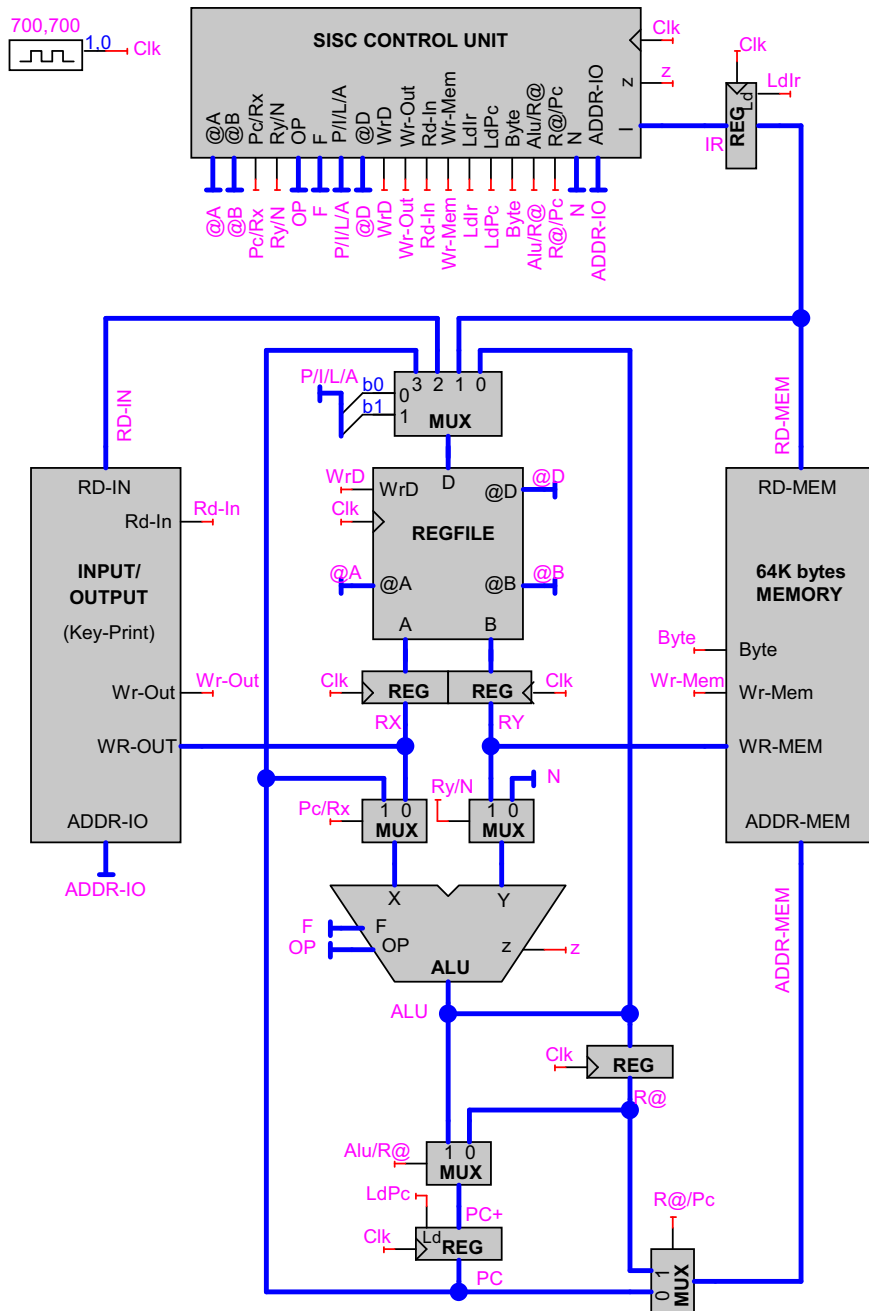 700,700
1,0
Clk
SISC CONTROL UNIT
Clk
z
z
I
@A
@B
Pc/Rx
Ry/N
OP
F
P/I/L/A
@D
WrD
Wr-Out
Rd-In
Wr-Mem
LdIr
LdPc
Byte
Alu/R@
R@/Pc
N
ADDR-IO
@A
@B
Pc/Rx
Ry/N
OP
F
P/I/L/A
@D
WrD
Wr-Out
Rd-In
Wr-Mem
LdIr
LdPc
Byte
Alu/R@
R@/Pc
N
ADDR-IO
Clk
LdIr
Ld
REG
IR
RD-IN
RD-MEM
P/I/L/A
b0
b1
0
1
3 2 1 0
MUX
RD-IN
Rd-In
Rd-In
INPUT/
OUTPUT
(Key-Print)
Wr-Out
Wr-Out
WR-OUT
ADDR-IO
ADDR-IO
WrD
WrD
D
@D
@D
Clk
REGFILE
@A
@A
@B
@B
A
B
Clk
REG
REG
Clk
RX
RY
RD-MEM
64K bytes
MEMORY
Byte
Byte
Wr-Mem
Wr-Mem
WR-MEM
ADDR-MEM
ADDR-MEM
Pc/Rx
1 0
MUX
Ry/N
1 0
MUX
N
X
Y
F
F
OP
OP
z
z
ALU
ALU
Clk
REG
R@
Alu/R@
1 0
MUX
LdPc
PC+
Clk
Ld
REG
PC
R@/Pc
0 1
MUX